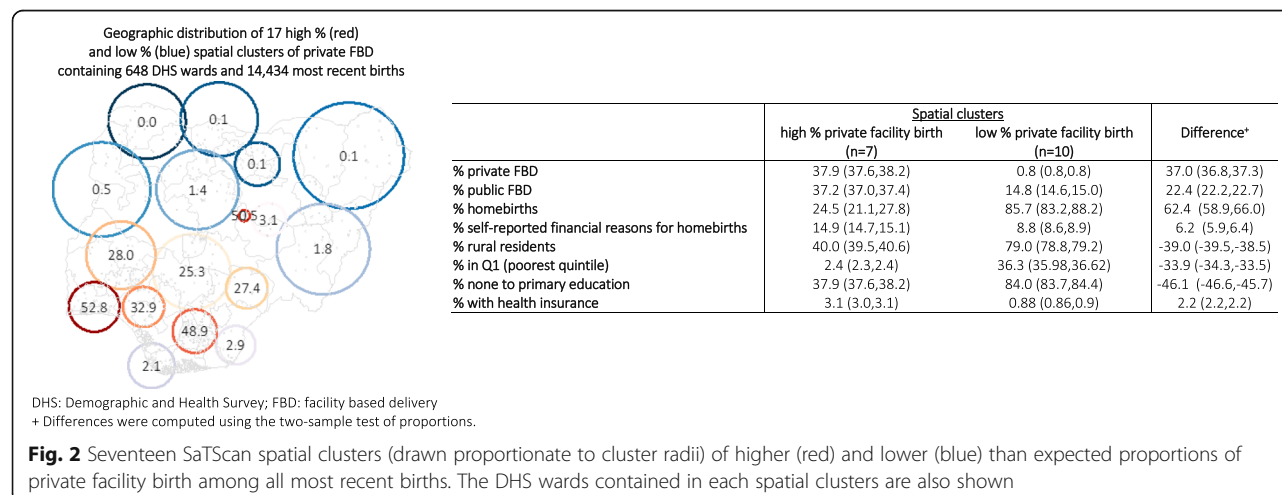 Geographic distribution of 17 high % (red)
and low % (blue) spatial clusters of private FBD
containing 648 DHS wards and 14,434 most recent births
0.0
0.1
0.1
0.1
0.5
1.4
50.5
3.1
1.8
28.0
25.3
27.4
52.8
32.9
48.9
2.9
2.1
Spatial clusters
high % private facility birth (n=7) low % private facility birth (n=10) Difference+
% private FBD 37.9 (37.6,38.2) 0.8 (0.8,0.8) 37.0 (36.8,37.3)
% public FBD 37.2 (37.0,37.4) 14.8 (14.6,15.0) 22.4 (22.2,22.7)
% homebirths 24.5 (21.1,27.8) 85.7 (83.2,88.2) 62.4 (58.9,66.0)
% self-reported financial reasons for homebirths 14.9 (14.7,15.1) 8.8 (8.6,8.9) 6.2 (5.9,6.4)
% rural residents 40.0 (39.5,40.6) 79.0 (78.8,79.2) -39.0 (-39.5,-38.5)
% in Q1 (poorest quintile) 2.4 (2.3,2.4) 36.3 (35.98,36.62) -33.9 (-34.3,-33.5)
% none to primary education 37.9 (37.6,38.2) 84.0 (83.7,84.4) -46.1 (-46.6,-45.7)
% with health insurance 3.1 (3.0,3.1) 0.88 (0.86,0.9) 2.2 (2.2,2.2)
DHS: Demographic and Health Survey; FBD: facility based delivery
+ Differences were computed using the two-sample test of proportions.
Fig. 2 Seventeen SaTScan spatial clusters (drawn proportionate to cluster radii) of higher (red) and lower (blue) than expected proportions of
private facility birth among all most recent births. The DHS wards contained in each spatial clusters are also shown